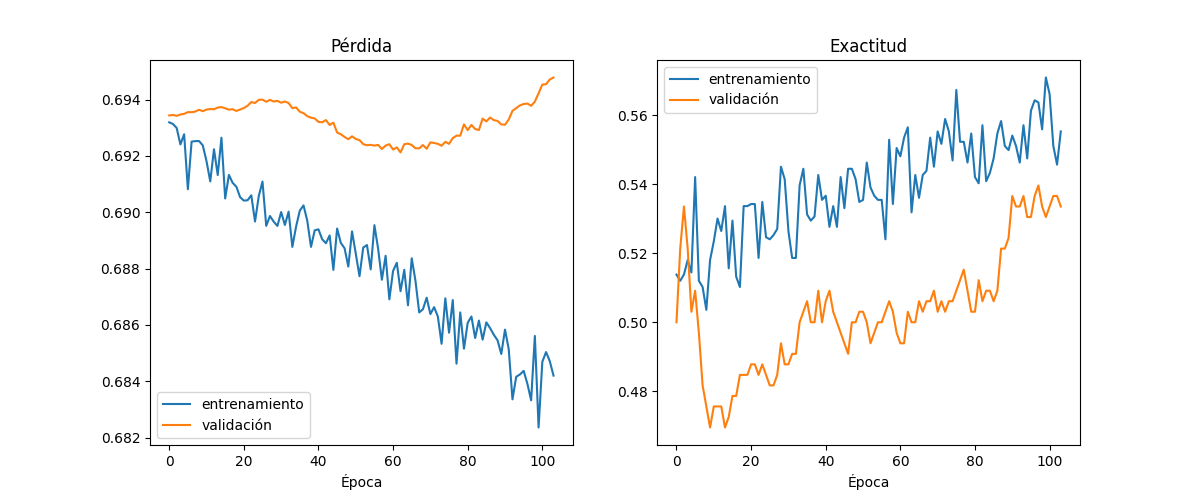 Pérdida
0.694
0.692
0.690
0.688
0.686
0.684
0.682
entrenamiento
validación
0 20 40 60 80 100
Época
Exactitud
entrenamiento
validación
0.56
0.54
0.52
0.50
0.48
0 20 40 60 80 100
Época